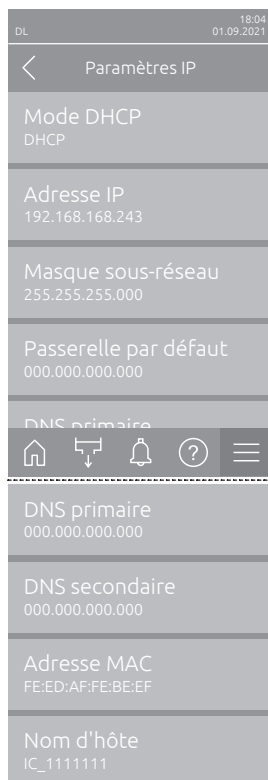 18:04
DL 01.09.2021
Paramètres IP
Mode DHCP
DHCP
Adresse IP
192.168.168.243
Masque sous-réseau
255.255.255.000
Passerelle par défaut
000.000.000.000
DNS primaire
DNS primaire
000.000.000.000
DNS secondaire
000.000.000.000
Adresse MAC
FE:ED:AF:FE:BE:EF
Nom d'hôte
IC_1111111